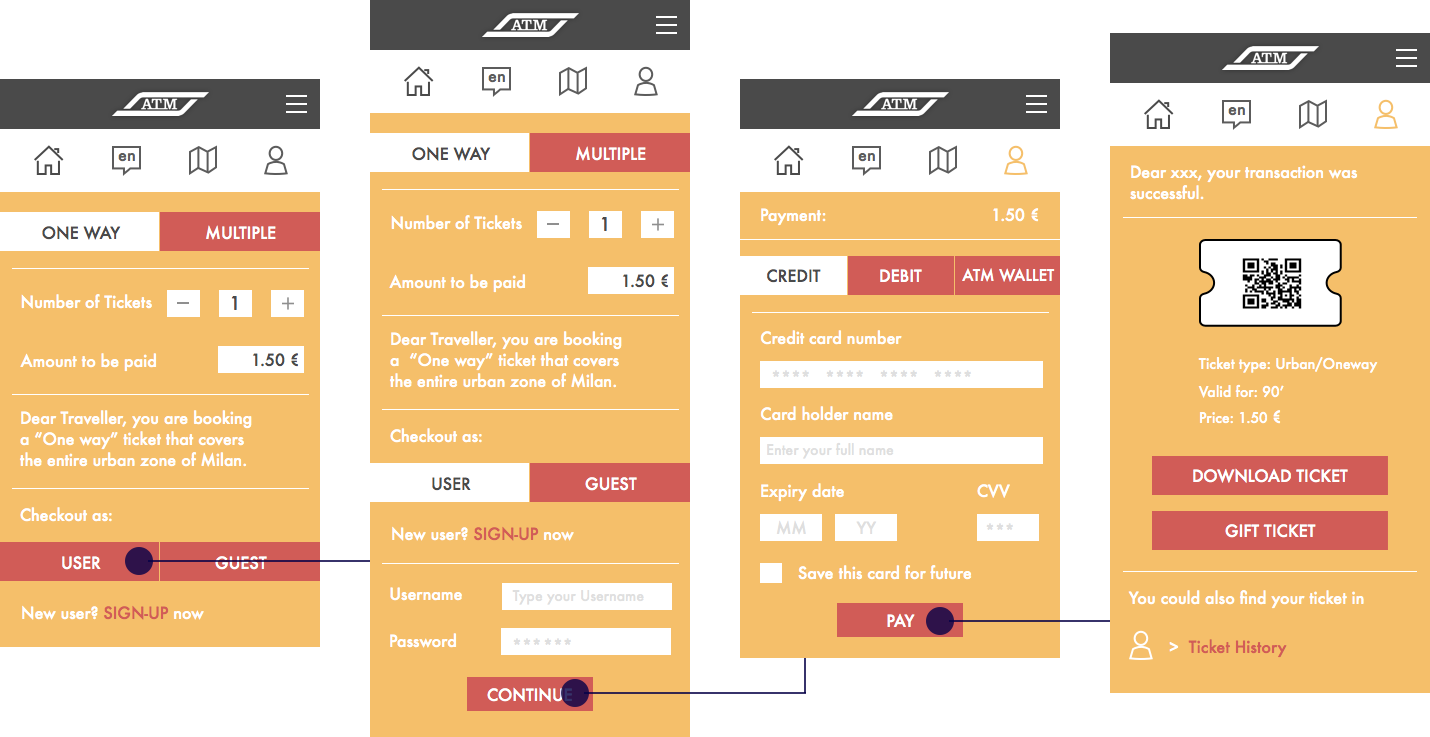 ATM
en
ONE WAY MULTIPLE
Number of Tickets − 1 +
Amount to be paid 1.50 €
Dear Traveller, you are booking
a “One way” ticket that covers
the entire urban zone of Milan.
Checkout as:
USER GUEST
New user? SIGN-UP now
ATM
en
ONE WAY MULTIPLE
Number of Tickets − 1 +
Amount to be paid 1.50 €
Dear Traveller, you are booking
a “One way” ticket that covers
the entire urban zone of Milan.
Checkout as:
USER GUEST
New user? SIGN-UP now
Username Type your Username
Password ******
CONTINUE
ATM
en
Payment: 1.50 €
CREDIT DEBIT ATM WALLET
Credit card number
**** **** **** ****
Card holder name
Enter your full name
Expiry date CVV
MM YY ***
Save this card for future
PAY
ATM
en
Dear xxx, your transaction was
successful.
Ticket type: Urban/Oneway
Valid for: 90’
Price: 1.50 €
DOWNLOAD TICKET
GIFT TICKET
You could also find your ticket in
> Ticket History